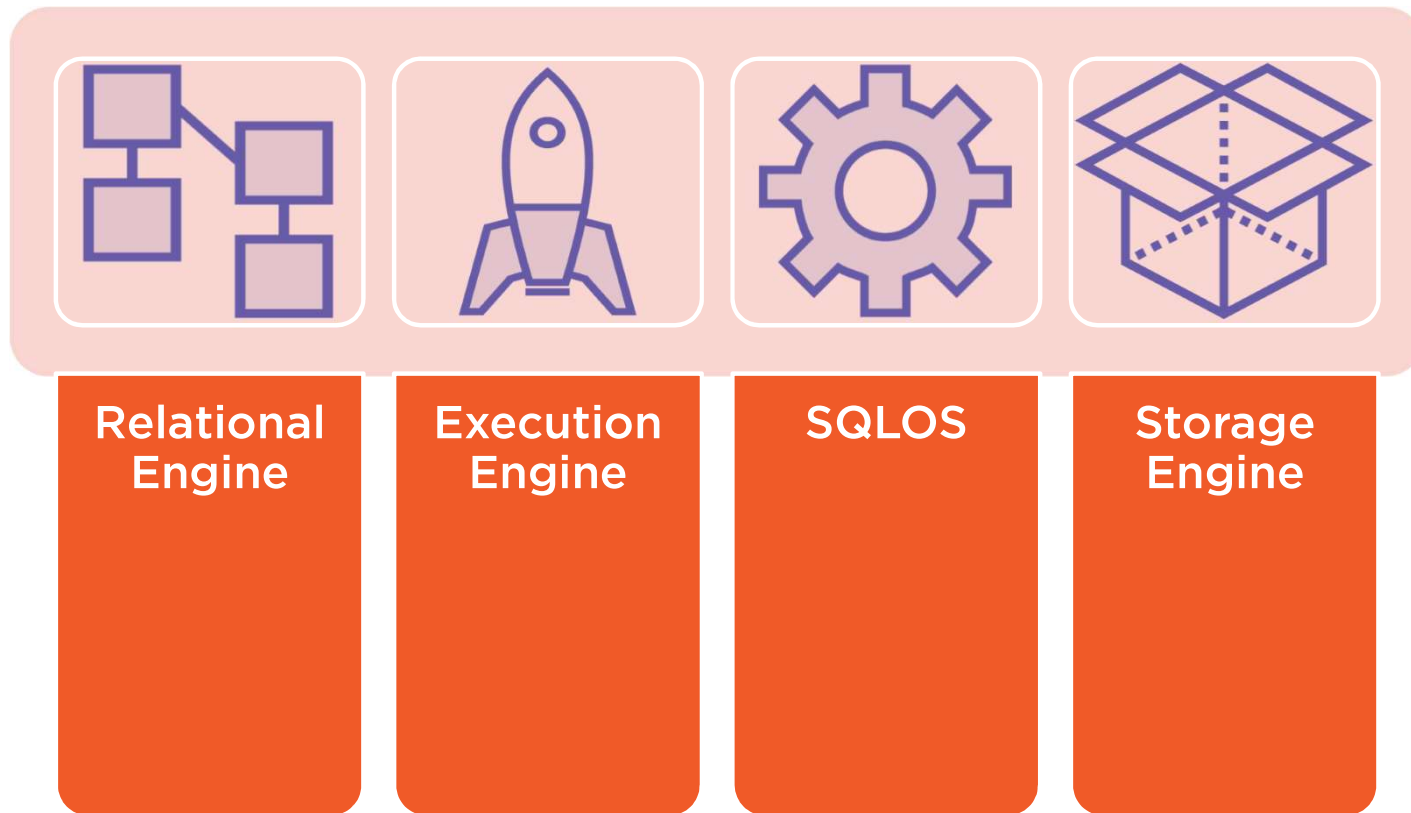 Relational
Engine
Execution
Engine
SQLOS
Storage
Engine